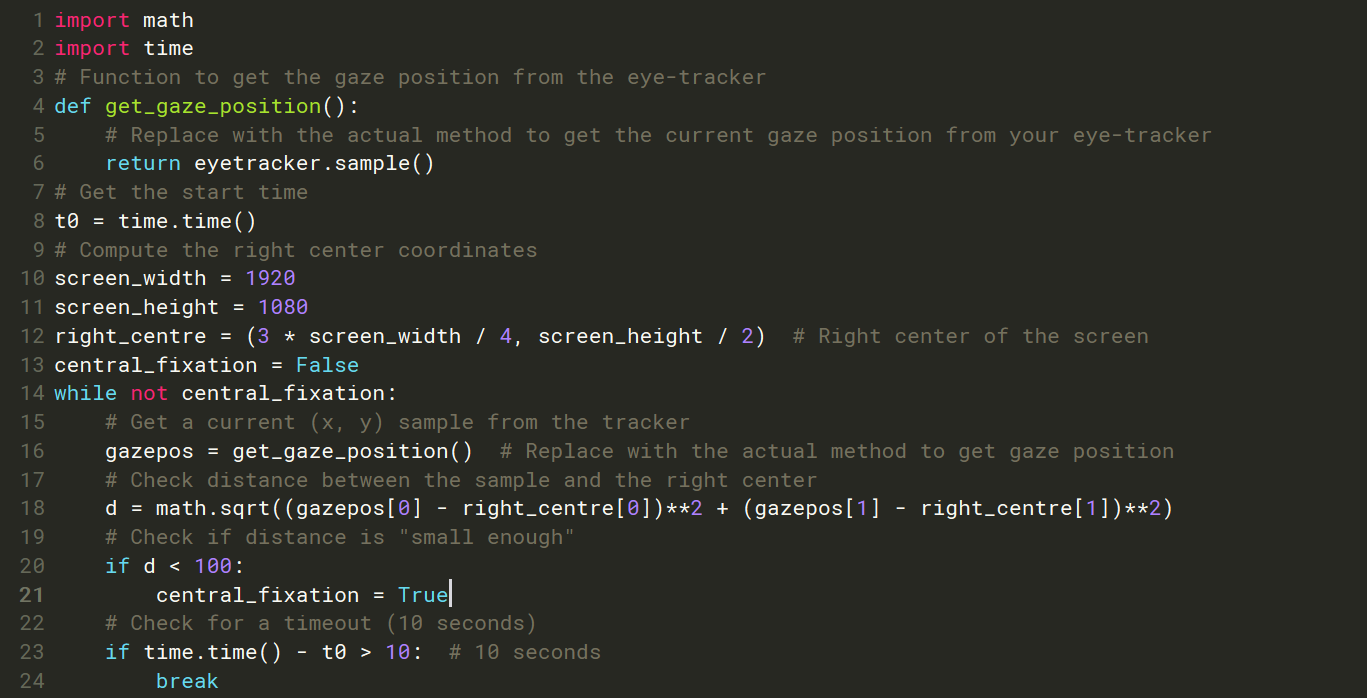 1 import math
2 import time
3 # Function to get the gaze position from the eye-tracker
4 def get_gaze_position():
5     # Replace with the actual method to get the current gaze position from your eye-tracker
6     return eyetracker.sample()
7 # Get the start time
8 t0 = time.time()
9 # Compute the right center coordinates
10 screen_width = 1920
11 screen_height = 1080
12 right_centre = (3 * screen_width / 4, screen_height / 2)  # Right center of the screen
13 central_fixation = False
14 while not central_fixation:
15     # Get a current (x, y) sample from the tracker
16     gazepos = get_gaze_position()  # Replace with the actual method to get gaze position
17     # Check distance between the sample and the right center
18     d = math.sqrt((gazepos[0] - right_centre[0])**2 + (gazepos[1] - right_centre[1])**2)
19     # Check if distance is "small enough"
20     if d < 100:
21         central_fixation = True
22     # Check for a timeout (10 seconds)
23     if time.time() - t0 > 10:  # 10 seconds
24         break